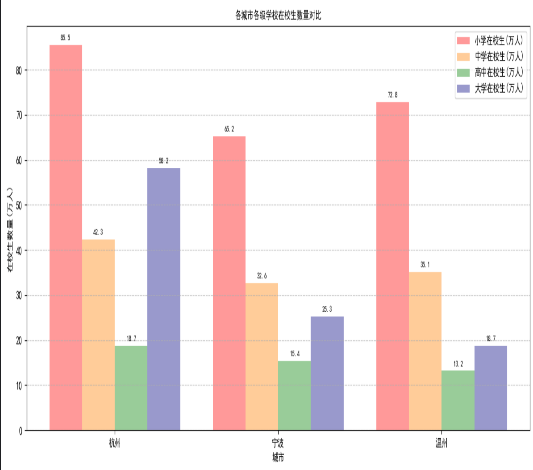 各城市各级学校在校生数量对比
小学在校生(万人)
中学在校生(万人)
高中在校生(万人)
大学在校生(万人)
在校生数量(万人)
80
70
60
50
40
30
20
10
0
85.5
42.3
18.7
58.2
65.2
32.6
15.4
25.3
72.8
35.1
13.2
18.7
杭州
宁波
温州
城市